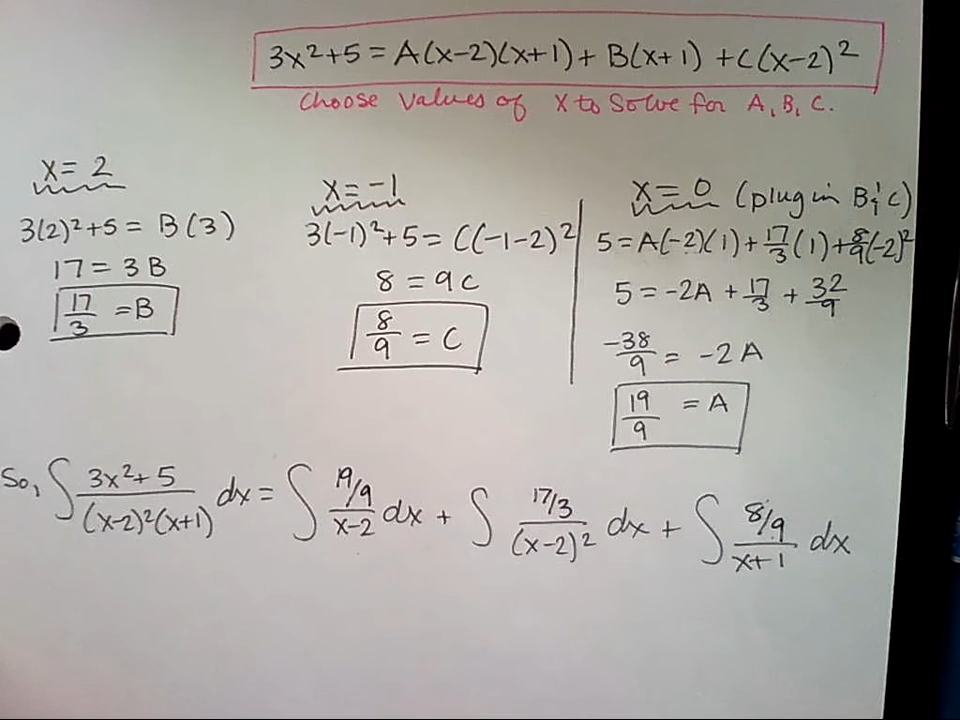 3x²+5 = A(x-2)(x+1) + B(x+1) + C(x-2)²
Choose values of x to solve for A, B, C.
x = 2
3(2)²+5 = B(3)
17 = 3B
17/3 = B
x = -1
3(-1)²+5 = C(-1-2)²
8 = 9C
8/9 = C
x = 0 (plug in B & C)
5 = A(-2)(1) + 17/3(1) + 8/9(-2)²
5 = -2A + 17/3 + 32/9
-38/9 = -2A
19/9 = A
So, ∫ (3x²+5)/((x-2)²(x+1)) dx = ∫ (19/9)/(x-2) dx + ∫ (17/3)/(x-2)² dx + ∫ (8/9)/(x+1) dx